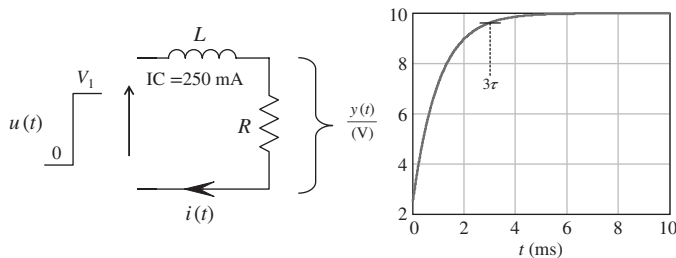 L
IC =250 mA
V1
u(t)
0
R
i(t)
y(t)
(V)
10
8
6
4
2
3τ
0
2
4
6
8
10
t (ms)